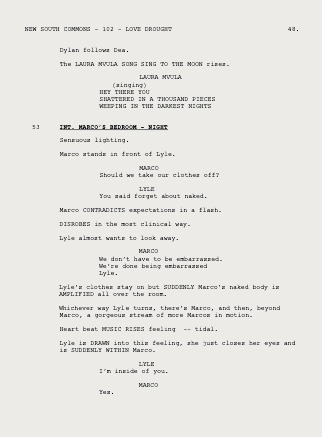 NEW SOUTH COMMONS - 102 - LOVE DROUGHT 48.
Dylan follows Dea.
The LAURA MVULA SONG SING TO THE MOON rises.
LAURA MVULA
(singing)
HEY THERE YOU
SHATTERED IN A THOUSAND PIECES
WEEPING IN THE DARKEST NIGHTS
53 INT. MARCO'S BEDROOM - NIGHT
Sensuous lighting.
Marco stands in front of Lyle.
MARCO
Should we take our clothes off?
LYLE
You said forget about naked.
Marco CONTRADICTS expectations in a flash.
DISROBES in the most clinical way.
Lyle almost wants to look away.
MARCO
We don't have to be embarrassed.
We're done being embarrassed
Lyle.
Lyle's clothes stay on but SUDDENLY Marco's naked body is
AMPLIFIED all over the room.
Whichever way Lyle turns, there's Marco, and then, beyond
Marco, a gorgeous stream of more Marcos in motion.
Heart beat MUSIC RISES feeling -- tidal.
Lyle is DRAWN into this feeling, she just closes her eyes and
is SUDDENLY WITHIN Marco.
LYLE
I'm inside of you.
MARCO
Yes.